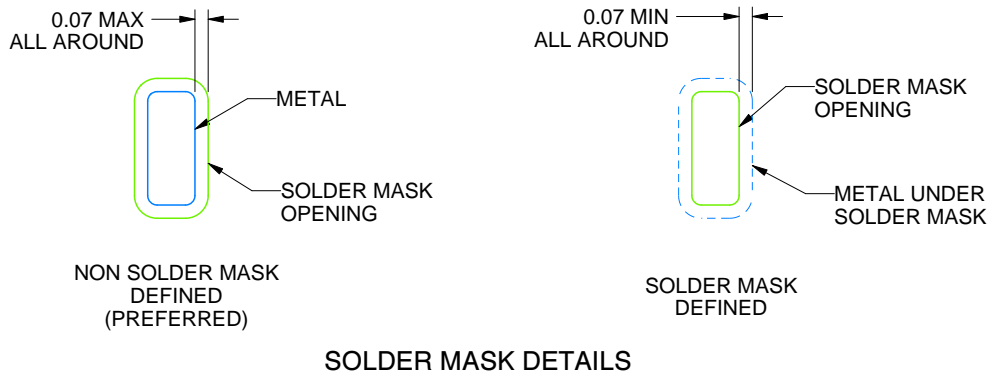 0.07 MAX
ALL AROUND
METAL
SOLDER MASK
OPENING
NON SOLDER MASK
DEFINED
(PREFERRED)
0.07 MIN
ALL AROUND
SOLDER MASK
OPENING
METAL UNDER
SOLDER MASK
SOLDER MASK
DEFINED
SOLDER MASK DETAILS